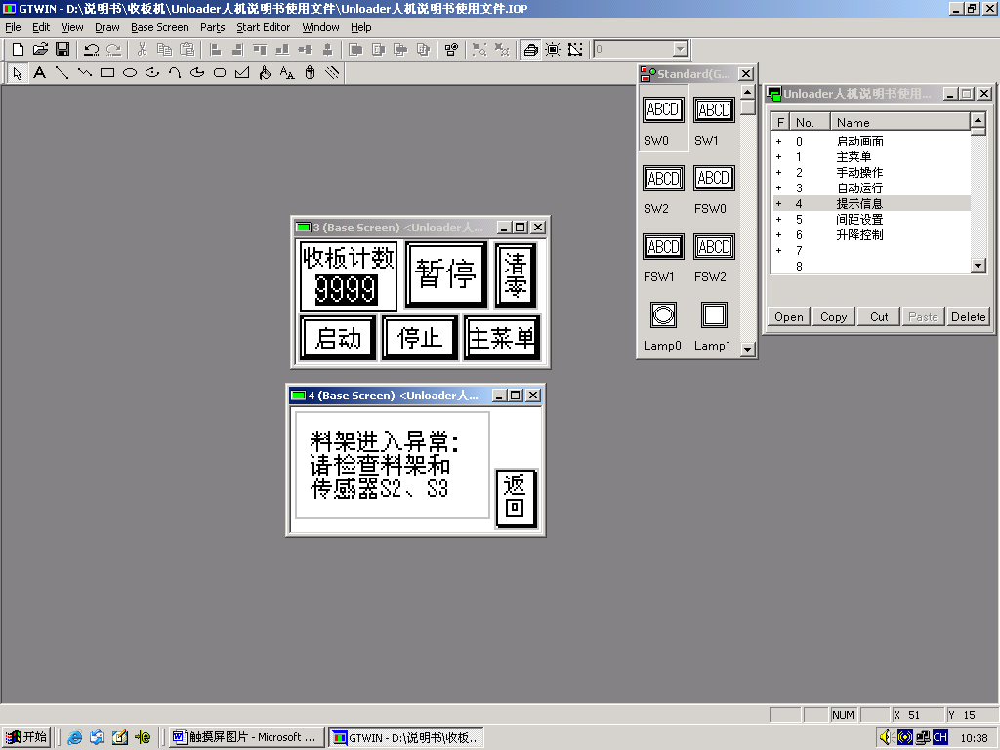 GTWIN - D:\说明书\收板机\Unloader人机说明书使用文件\Unloader人机说明书使用文件.IOP
File Edit View Draw Base Screen Parts Start Editor Window Help
0
Standard(G...
ABCD ABCD
SW0 SW1
ABCD ABCD
SW2 FSW0
ABCD ABCD
FSW1 FSW2
Lamp0 Lamp1
Unloader人机说明书使用...
F No. Name
+ 0 启动画面
+ 1 主菜单
+ 2 手动操作
+ 3 自动运行
+ 4 提示信息
+ 5 间距设置
+ 6 升降控制
+ 7
8
Open Copy Cut Paste Delete
3 (Base Screen) <Unloader人...
收板计数
9999
暂停
清
零
启动 停止 主菜单
4 (Base Screen) <Unloader人...
料架进入异常:
请检查料架和
传感器S2、S3
返
回
NUM X 51 Y 15
开始 触摸屏图片 - Microsoft ... GTWIN - D:\说明书\收板... CH 10:38